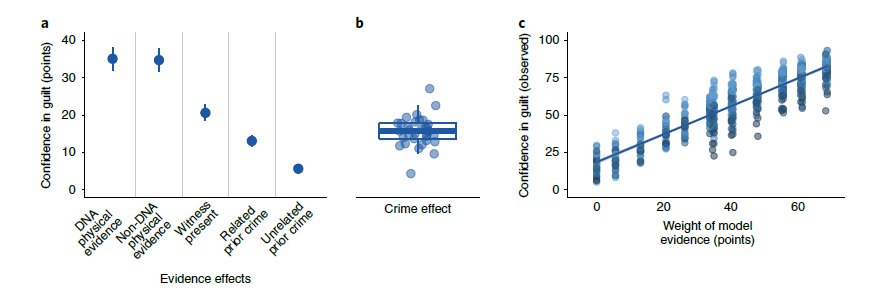 a
Confidence in guilt (points)
40
30
20
10
0
DNA
physical
evidence
Non-DNA
physical
evidence
Witness
present
Related
prior crime
Unrelated
prior crime
Evidence effects
b
Crime effect
c
Confidence in guilt (observed)
100
75
50
25
0
0
20
40
60
Weight of model
evidence (points)